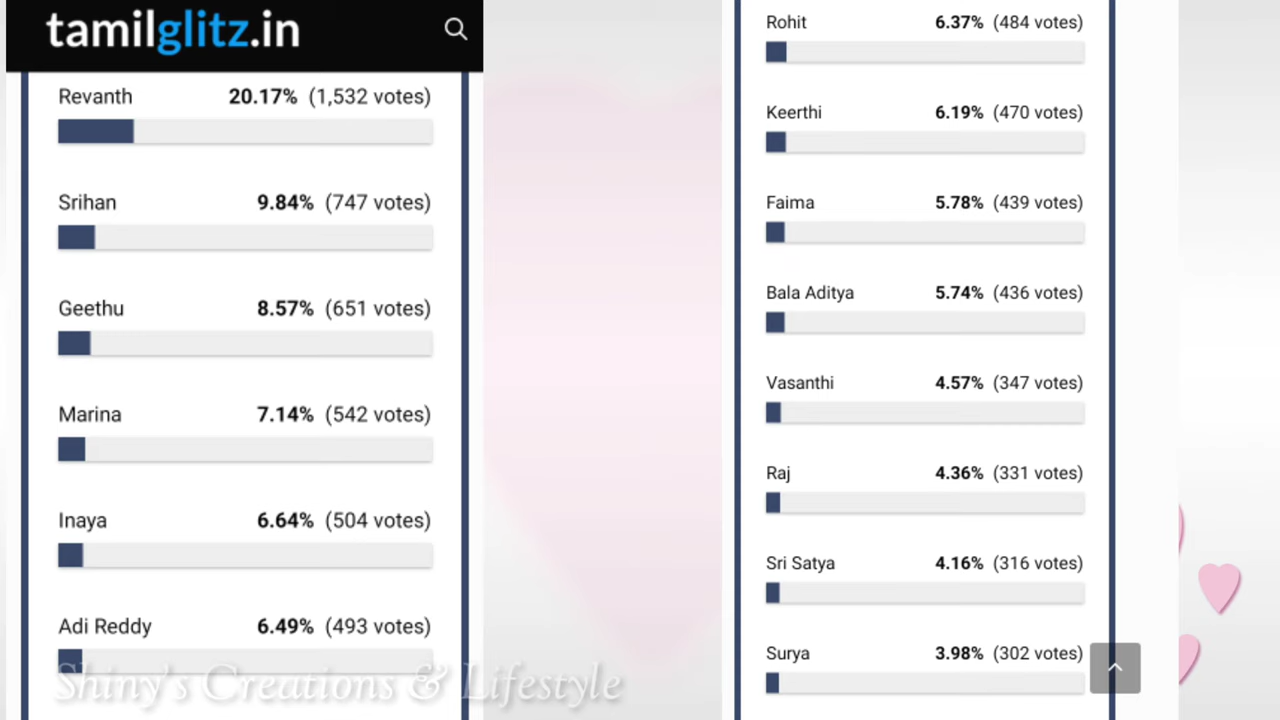 tamilglitz.in
Revanth 20.17% (1,532 votes)
Srihan 9.84% (747 votes)
Geethu 8.57% (651 votes)
Marina 7.14% (542 votes)
Inaya 6.64% (504 votes)
Adi Reddy 6.49% (493 votes)
Rohit 6.37% (484 votes)
Keerthi 6.19% (470 votes)
Faima 5.78% (439 votes)
Bala Aditya 5.74% (436 votes)
Vasanthi 4.57% (347 votes)
Raj 4.36% (331 votes)
Sri Satya 4.16% (316 votes)
Surya 3.98% (302 votes)
Shiny's Creations & Lifestyle